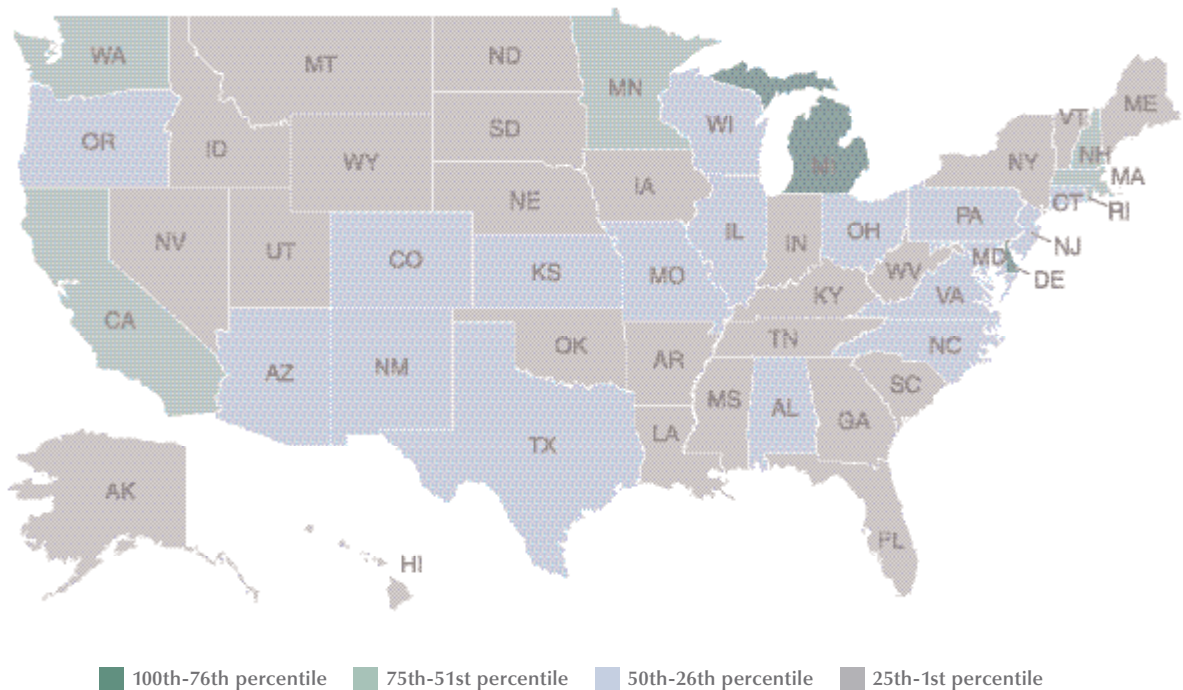 WA
MT
ND
MN
ME
VT
OR
ID
SD
WI
MI
NY
NH
MA
WY
IA
NE
CT
RI
PA
NV
UT
CO
IL
IN
OH
NJ
MD
KS
MO
WV
DE
VA
KY
CA
TN
NC
OK
AR
AZ
NM
SC
MS
AL
GA
LA
TX
AK
FL
HI
100th-76th percentile 75th-51st percentile 50th-26th percentile 25th-1st percentile